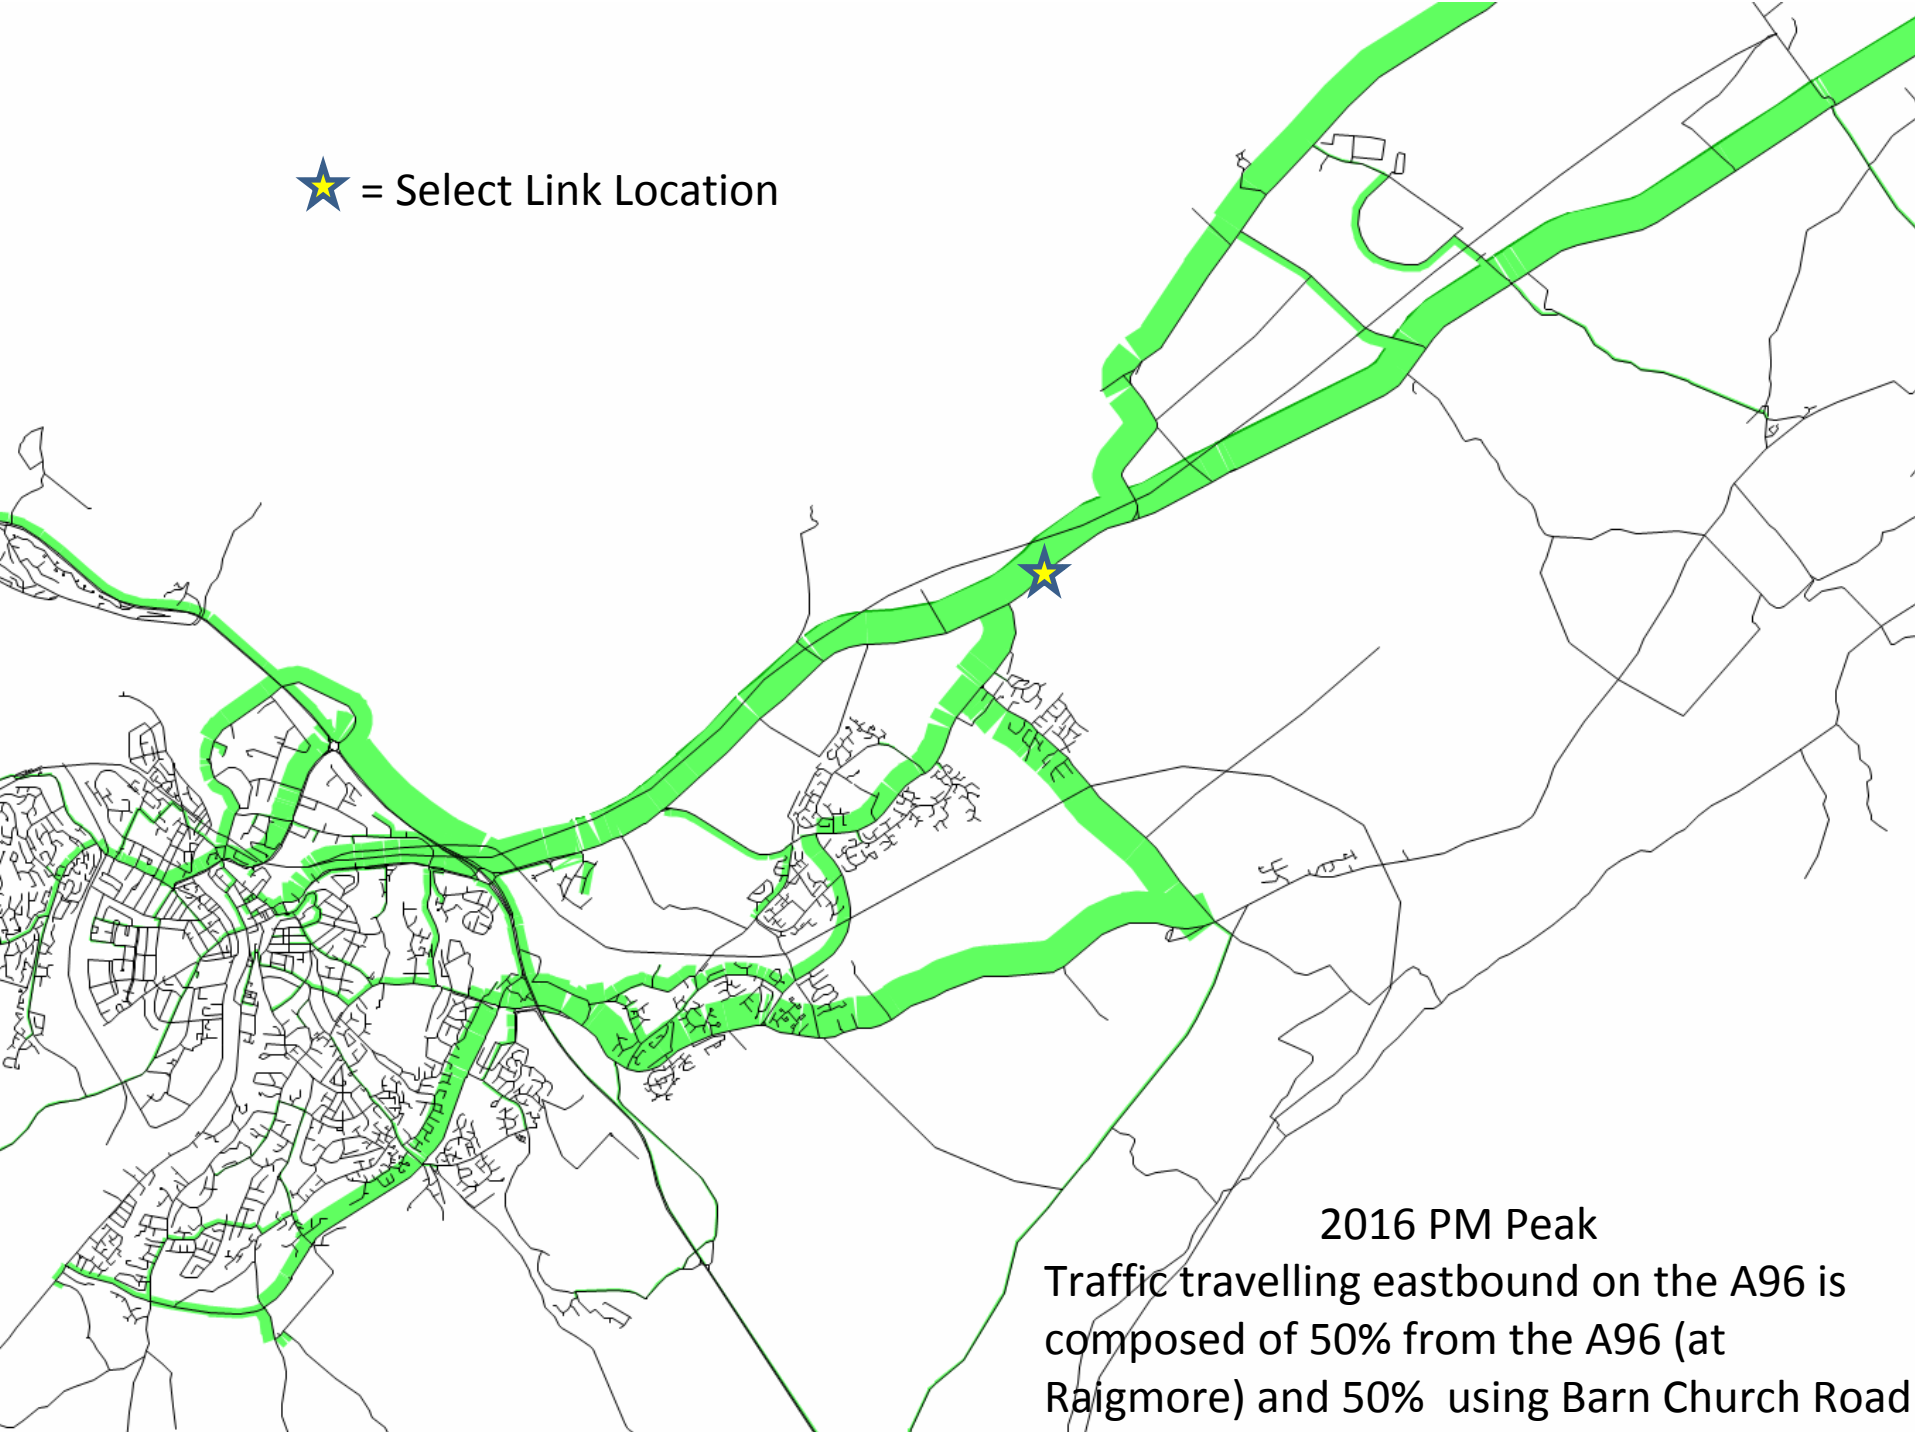 = Select Link Location
2016 PM Peak
Traffic travelling eastbound on the A96 is
composed of 50% from the A96 (at
Raigmore) and 50% using Barn Church Road